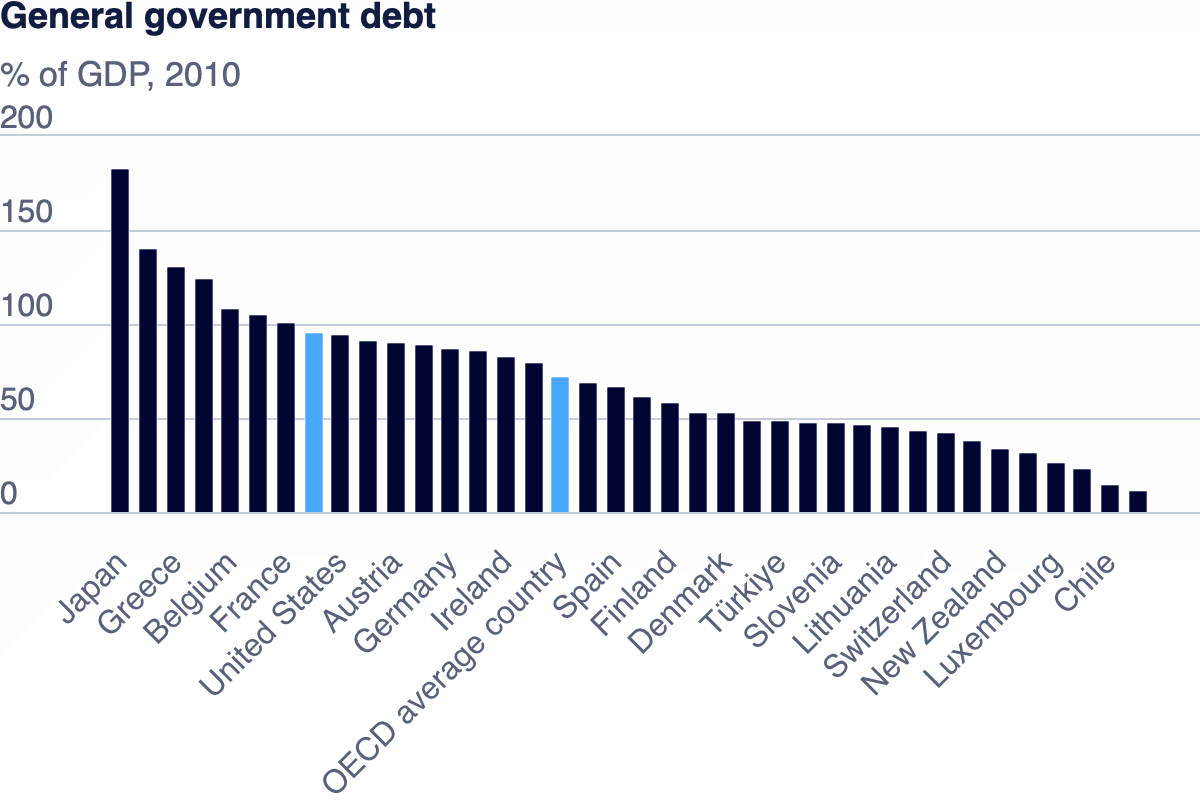 General government debt
% of GDP, 2010
200
150
100
50
0
Japan
Greece
Belgium
France
United States
Austria
Germany
Ireland
OECD average country
Spain
Finland
Denmark
Türkiye
Slovenia
Lithuania
Switzerland
New Zealand
Luxembourg
Chile